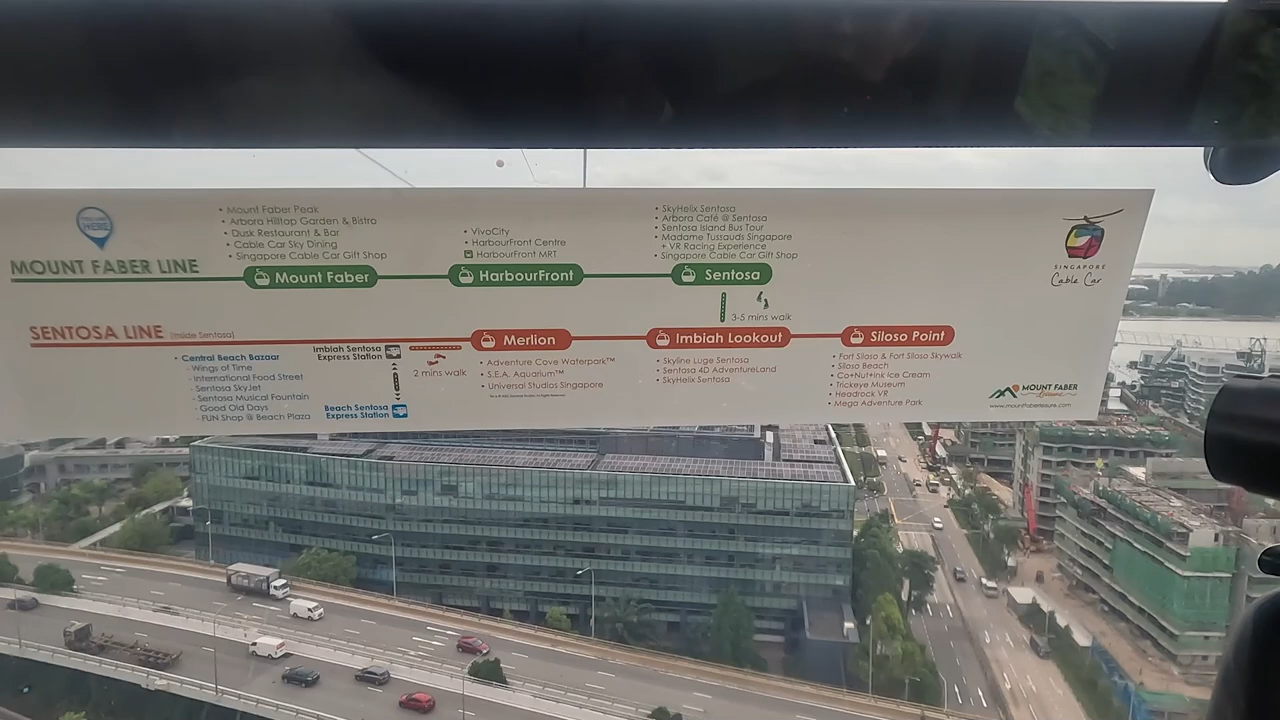 YOU ARE HERE
MOUNT FABER LINE
• Mount Faber Peak
• Arbora Hilltop Garden & Bistro
• Dusk Restaurant & Bar
• Cable Car Sky Dining
• Singapore Cable Car Gift Shop
Mount Faber
• VivoCity
• HarbourFront Centre
HarbourFront MRT
HarbourFront
• SkyHelix Sentosa
• Arbora Café @ Sentosa
• Sentosa Island Bus Tour
• Madame Tussauds Singapore
+ VR Racing Experience
• Singapore Cable Car Gift Shop
Sentosa
3-5 mins walk
SINGAPORE
Cable Car
SENTOSA LINE (Inside Sentosa)
• Central Beach Bazaar
- Wings of Time
- International Food Street
- Sentosa SkyJet
- Sentosa Musical Fountain
- Good Old Days
- FUN Shop @ Beach Plaza
Imbiah Sentosa
Express Station
2 mins walk
Beach Sentosa
Express Station
Merlion
• Adventure Cove Waterpark™
• S.E.A. Aquarium™
• Universal Studios Singapore
Imbiah Lookout
• Skyline Luge Sentosa
• Sentosa 4D AdventureLand
• SkyHelix Sentosa
Siloso Point
• Fort Siloso & Fort Siloso Skywalk
• Siloso Beach
• Co+Nut+ink Ice Cream
• Trickeye Museum
• Headrock VR
• Mega Adventure Park
MOUNT FABER
Leisure
www.mountfaberleisure.com